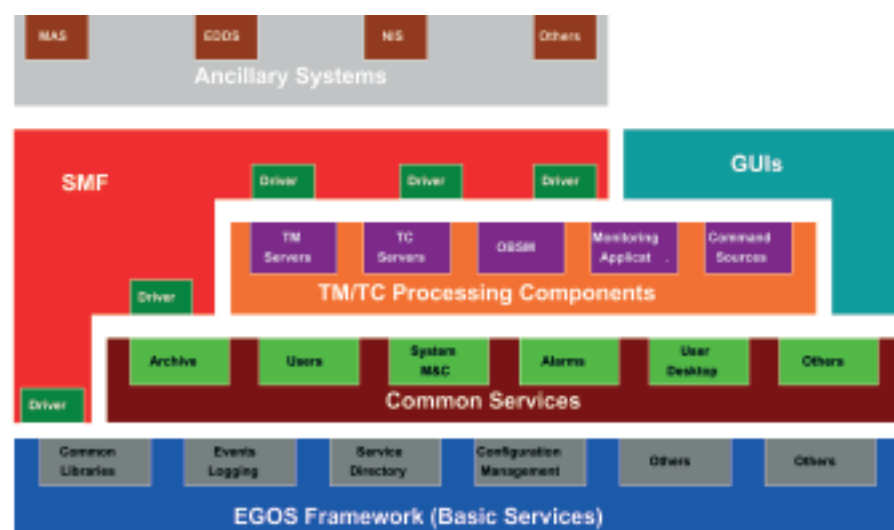 MAS EDDS NIS Others
Ancillary Systems
SMF
GUIs
Driver Driver Driver
TM Servers
TC Servers
OBSM
Monitoring Applicat .
Command Sources
TM/TC Processing Components
Driver
Archive
Users
System M&C
Alarms
User Desktop
Others
Common Services
Driver
Common Libraries
Events Logging
Service Directory
Configuration Management
Others
Others
EGOS Framework (Basic Services)